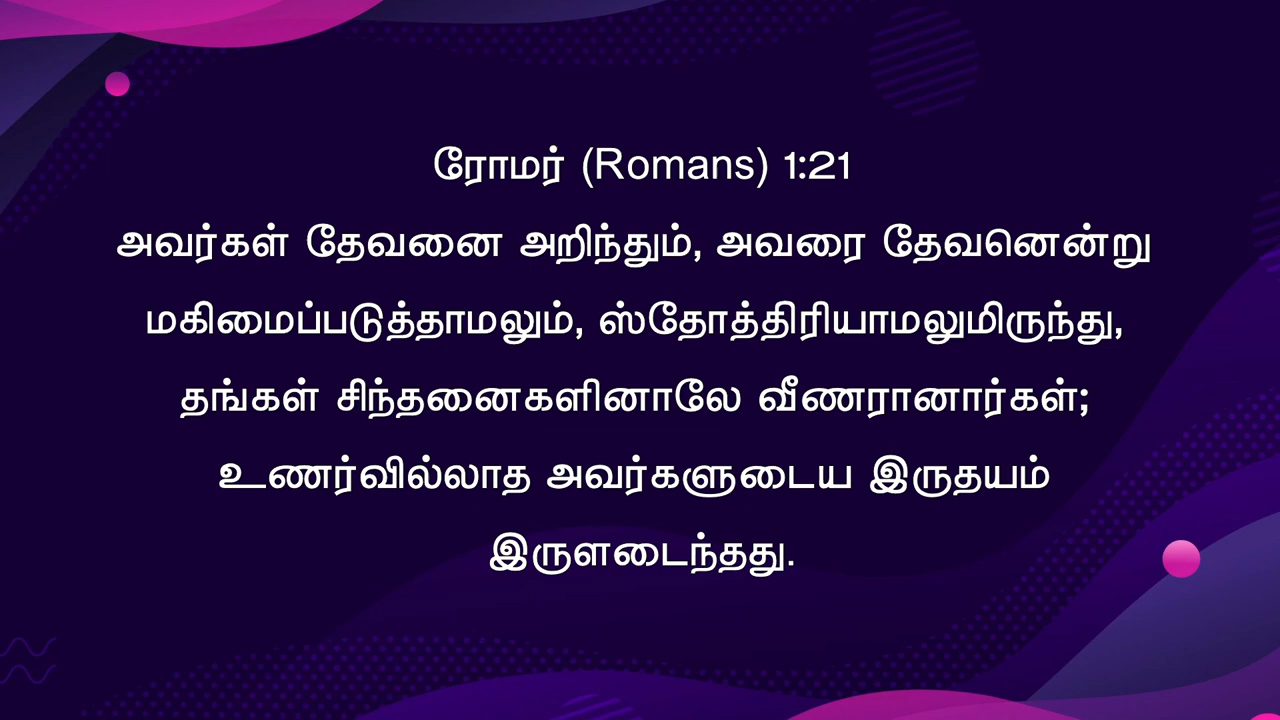 ரோமர் (Romans) 1:21
அவர்கள் தேவனை அறிந்தும், அவரை தேவனென்று
மகிமைப்படுத்தாமலும், ஸ்தோத்திரியாமலுமிருந்து,
தங்கள் சிந்தனைகளினாலே வீணரானார்கள்;
உணர்வில்லாத அவர்களுடைய இருதயம்
இருளடைந்தது.